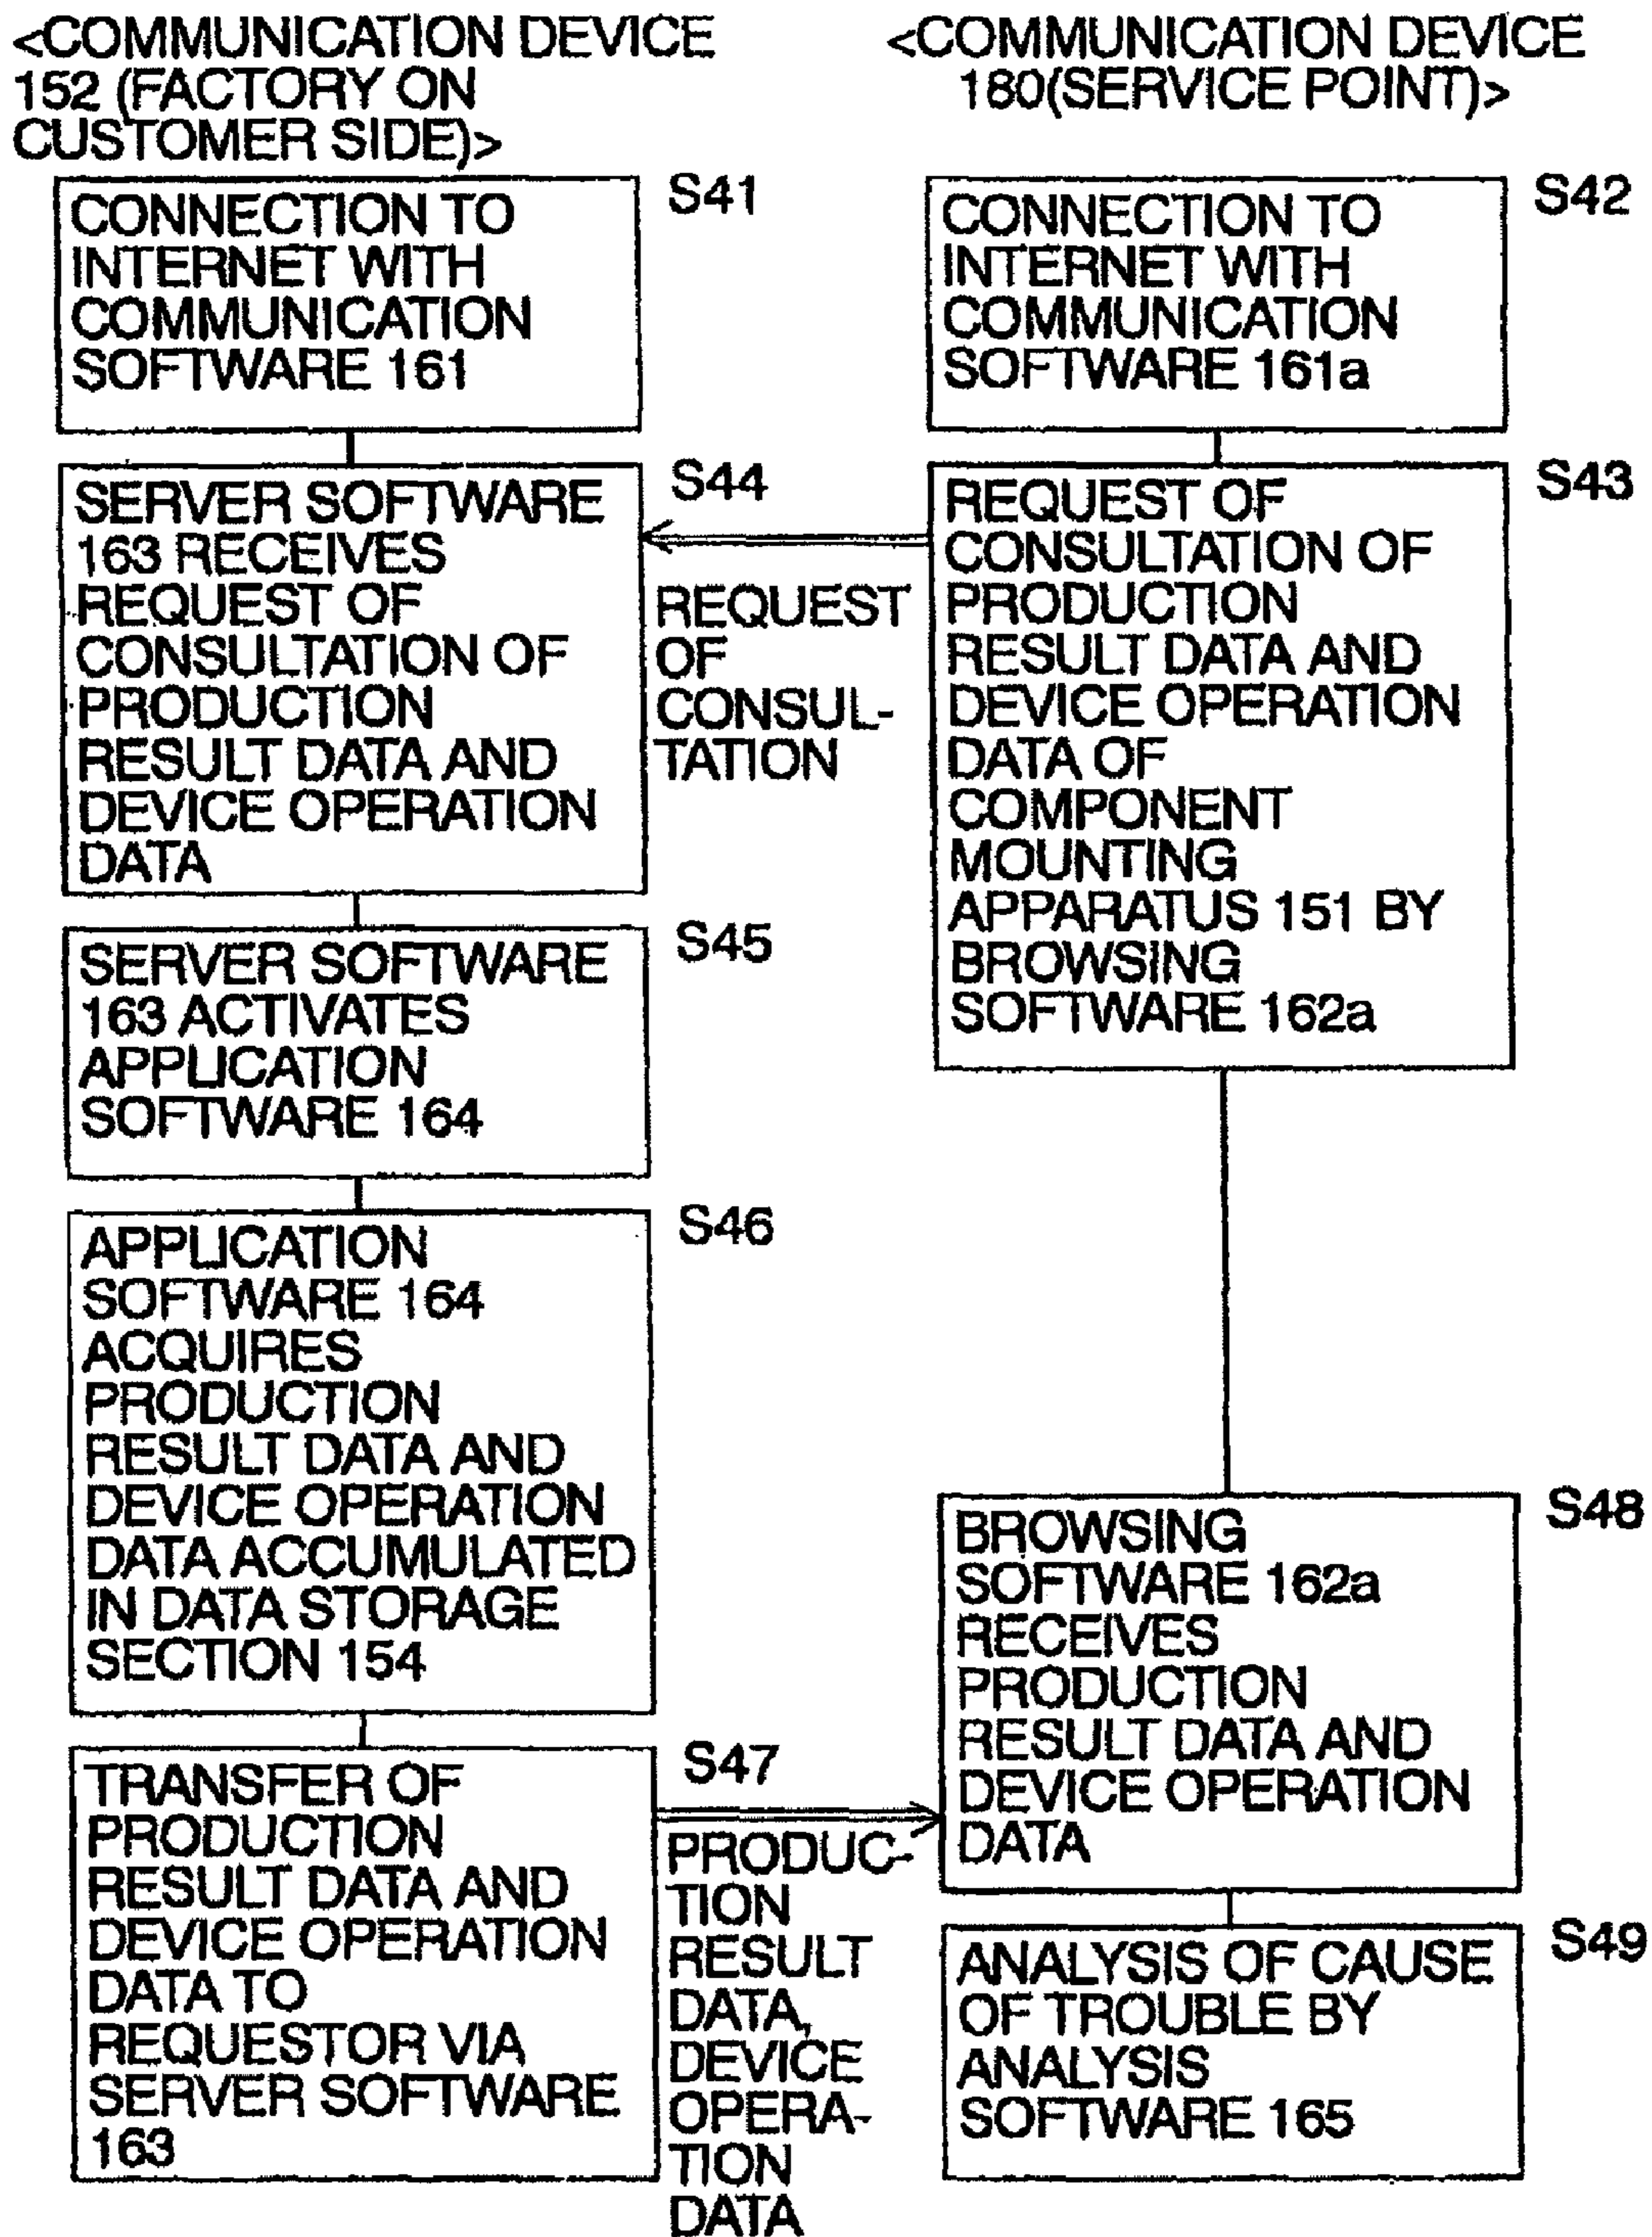 <COMMUNICATION DEVICE
152 (FACTORY ON
CUSTOMER SIDE)>
<COMMUNICATION DEVICE
180(SERVICE POINT)>
S41
CONNECTION TO
INTERNET WITH
COMMUNICATION
SOFTWARE 161
S42
CONNECTION TO
INTERNET WITH
COMMUNICATION
SOFTWARE 161a
S44
SERVER SOFTWARE
163 RECEIVES
REQUEST OF
CONSULTATION OF
PRODUCTION
RESULT DATA AND
DEVICE OPERATION
DATA
REQUEST
OF
CONSUL-
TATION
S43
REQUEST OF
CONSULTATION OF
PRODUCTION
RESULT DATA AND
DEVICE OPERATION
DATA OF
COMPONENT
MOUNTING
APPARATUS 151 BY
BROWSING
SOFTWARE 162a
S45
SERVER SOFTWARE
163 ACTIVATES
APPLICATION
SOFTWARE 164
S46
APPLICATION
SOFTWARE 164
ACQUIRES
PRODUCTION
RESULT DATA AND
DEVICE OPERATION
DATA ACCUMULATED
IN DATA STORAGE
SECTION 154
S47
TRANSFER OF
PRODUCTION
RESULT DATA AND
DEVICE OPERATION
DATA TO
REQUESTOR VIA
SERVER SOFTWARE
163
PRODUC-
TION
RESULT
DATA,
DEVICE
OPERA-
TION
DATA
S48
BROWSING
SOFTWARE 162a
RECEIVES
PRODUCTION
RESULT DATA AND
DEVICE OPERATION
DATA
S49
ANALYSIS OF CAUSE
OF TROUBLE BY
ANALYSIS
SOFTWARE 165